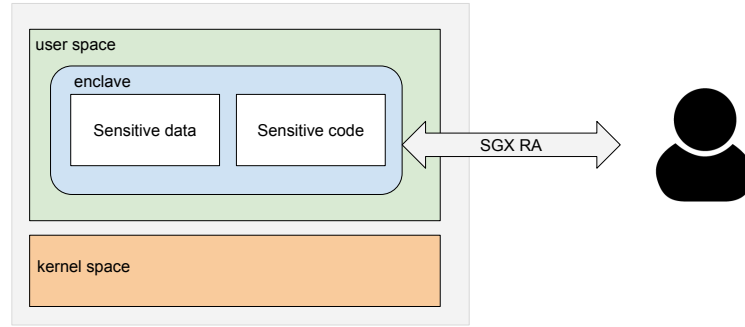 user space
enclave
Sensitive data
Sensitive code
SGX RA
kernel space